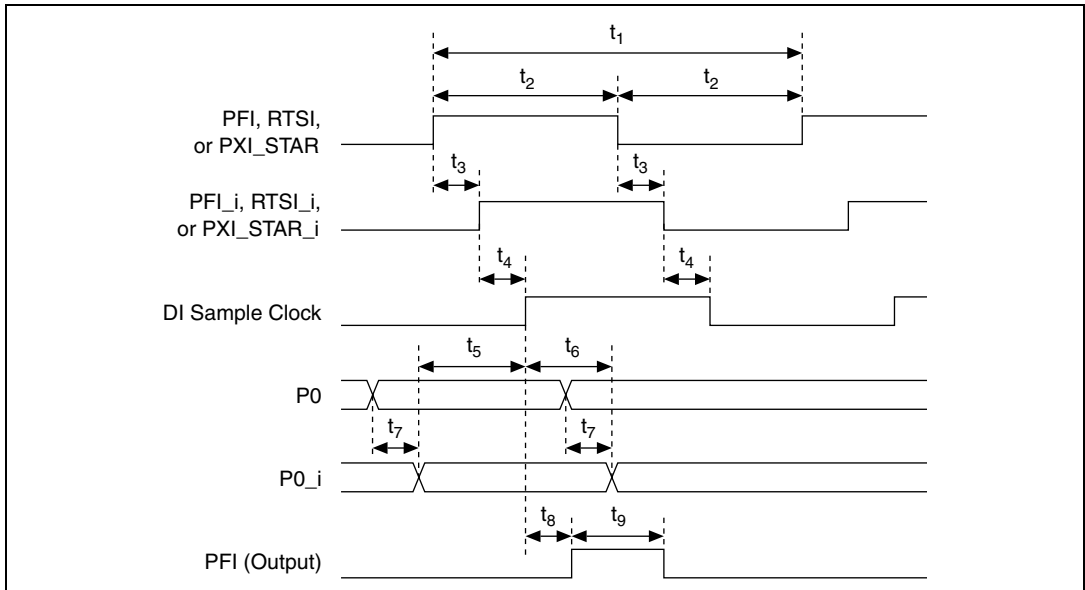 t1
t2 t2
PFI, RTSI,
or PXI_STAR
t3 t3
PFI_i, RTSI_i,
or PXI_STAR_i
t4 t4
DI Sample Clock
t5 t6
P0
t7 t7
P0_i
t8 t9
PFI (Output)